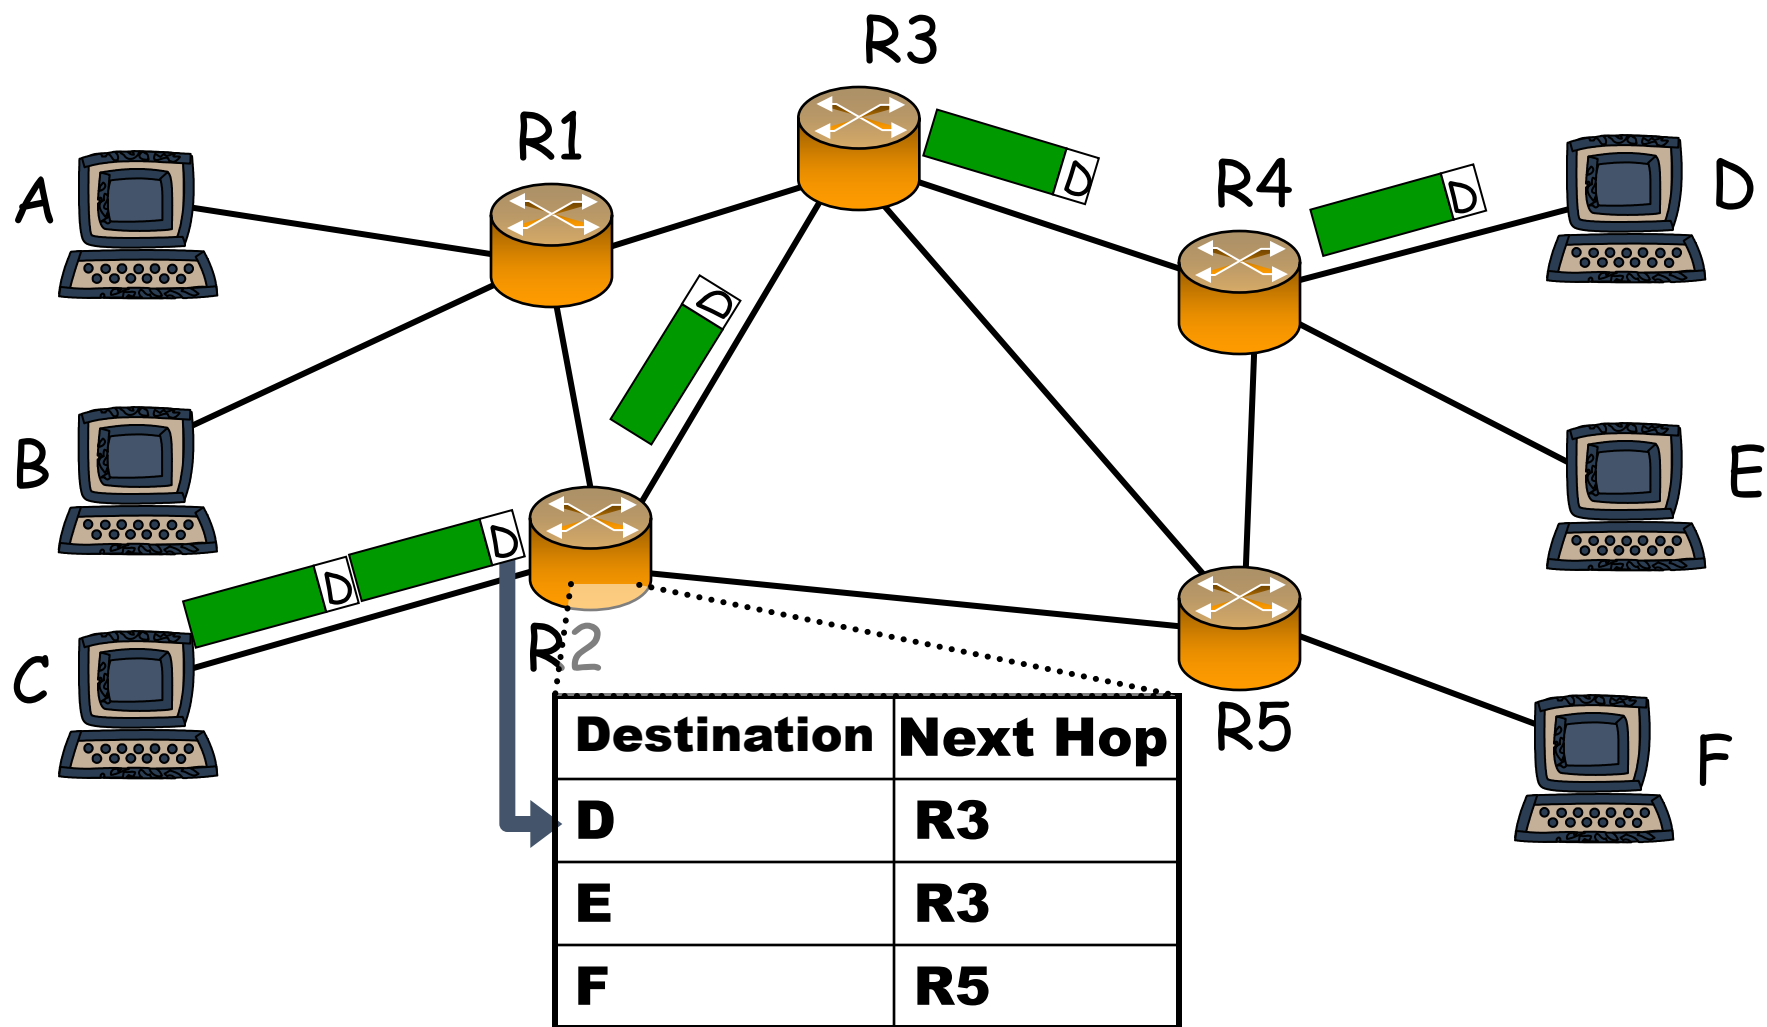 R3
R1
A
R4
D
D
D
D
B
E
D
D
C
R2
R5
F
Destination Next Hop
D R3
E R3
F R5